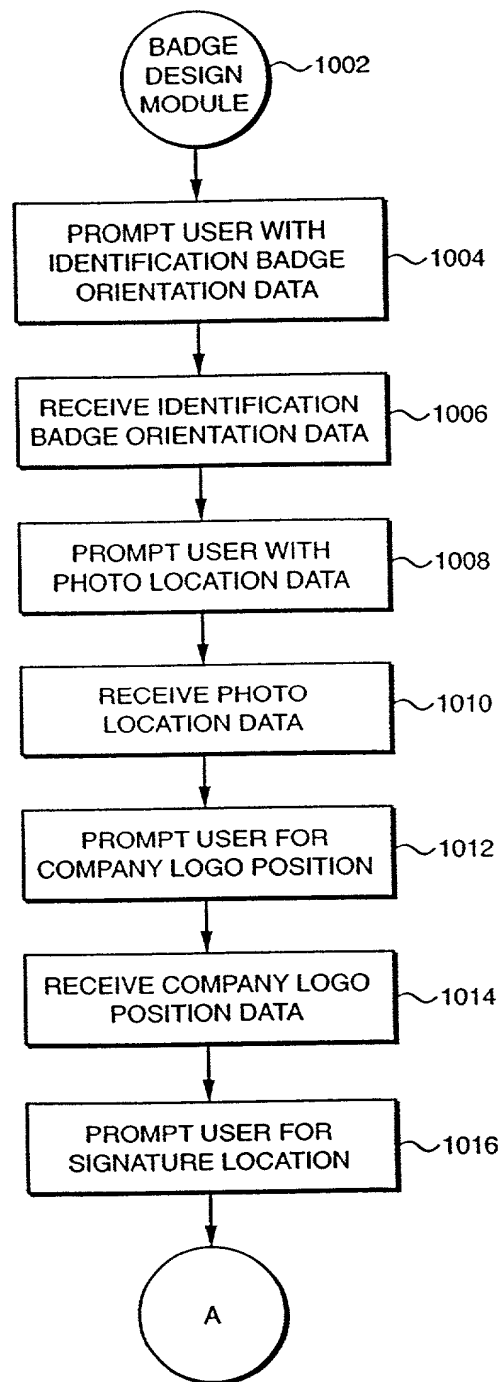 BADGE
DESIGN
MODULE
1002
PROMPT USER WITH
IDENTIFICATION BADGE
ORIENTATION DATA
1004
RECEIVE IDENTIFICATION
BADGE ORIENTATION DATA
1006
PROMPT USER WITH
PHOTO LOCATION DATA
1008
RECEIVE PHOTO
LOCATION DATA
1010
PROMPT USER FOR
COMPANY LOGO POSITION
1012
RECEIVE COMPANY LOGO
POSITION DATA
1014
PROMPT USER FOR
SIGNATURE LOCATION
1016
A